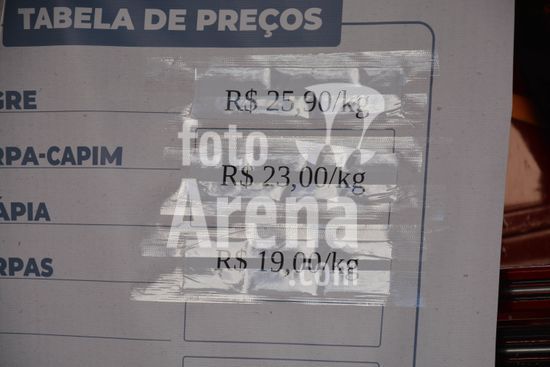 TABELA DE PREÇOS
GRE
R$ 25,90/kg
RPA-CAPIM
R$ 23,00/kg
ÁPIA
RPAS
R$ 19,00/kg
foto
Arena
.com